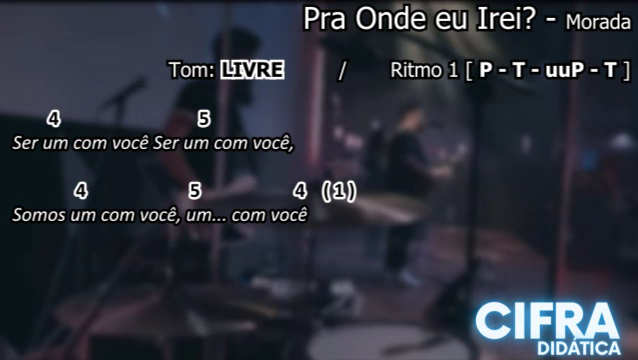 Pra Onde eu Irei? - Morada
Tom: LIVRE / Ritmo 1 [ P - T - uuP - T ]
4 5
Ser um com você Ser um com você,
4 5 4 (1)
Somos um com você, um... com você
CIFRA
DIDÁTICA